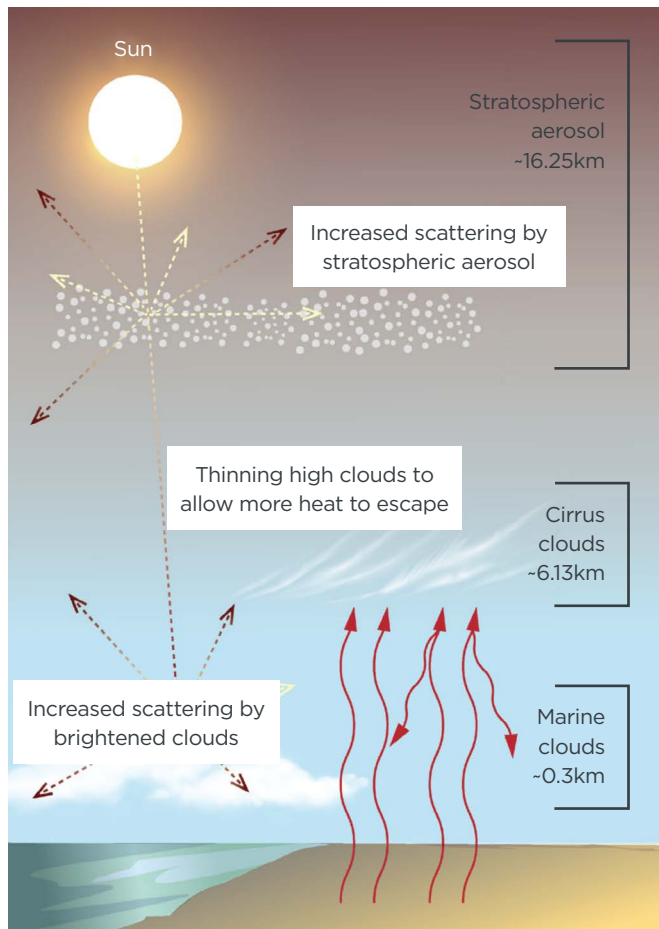 Sun
Stratospheric
aerosol
~16.25km
Increased scattering by
stratospheric aerosol
Thinning high clouds to
allow more heat to escape
Cirrus
clouds
~6.13km
Increased scattering by
brightened clouds
Marine
clouds
~0.3km